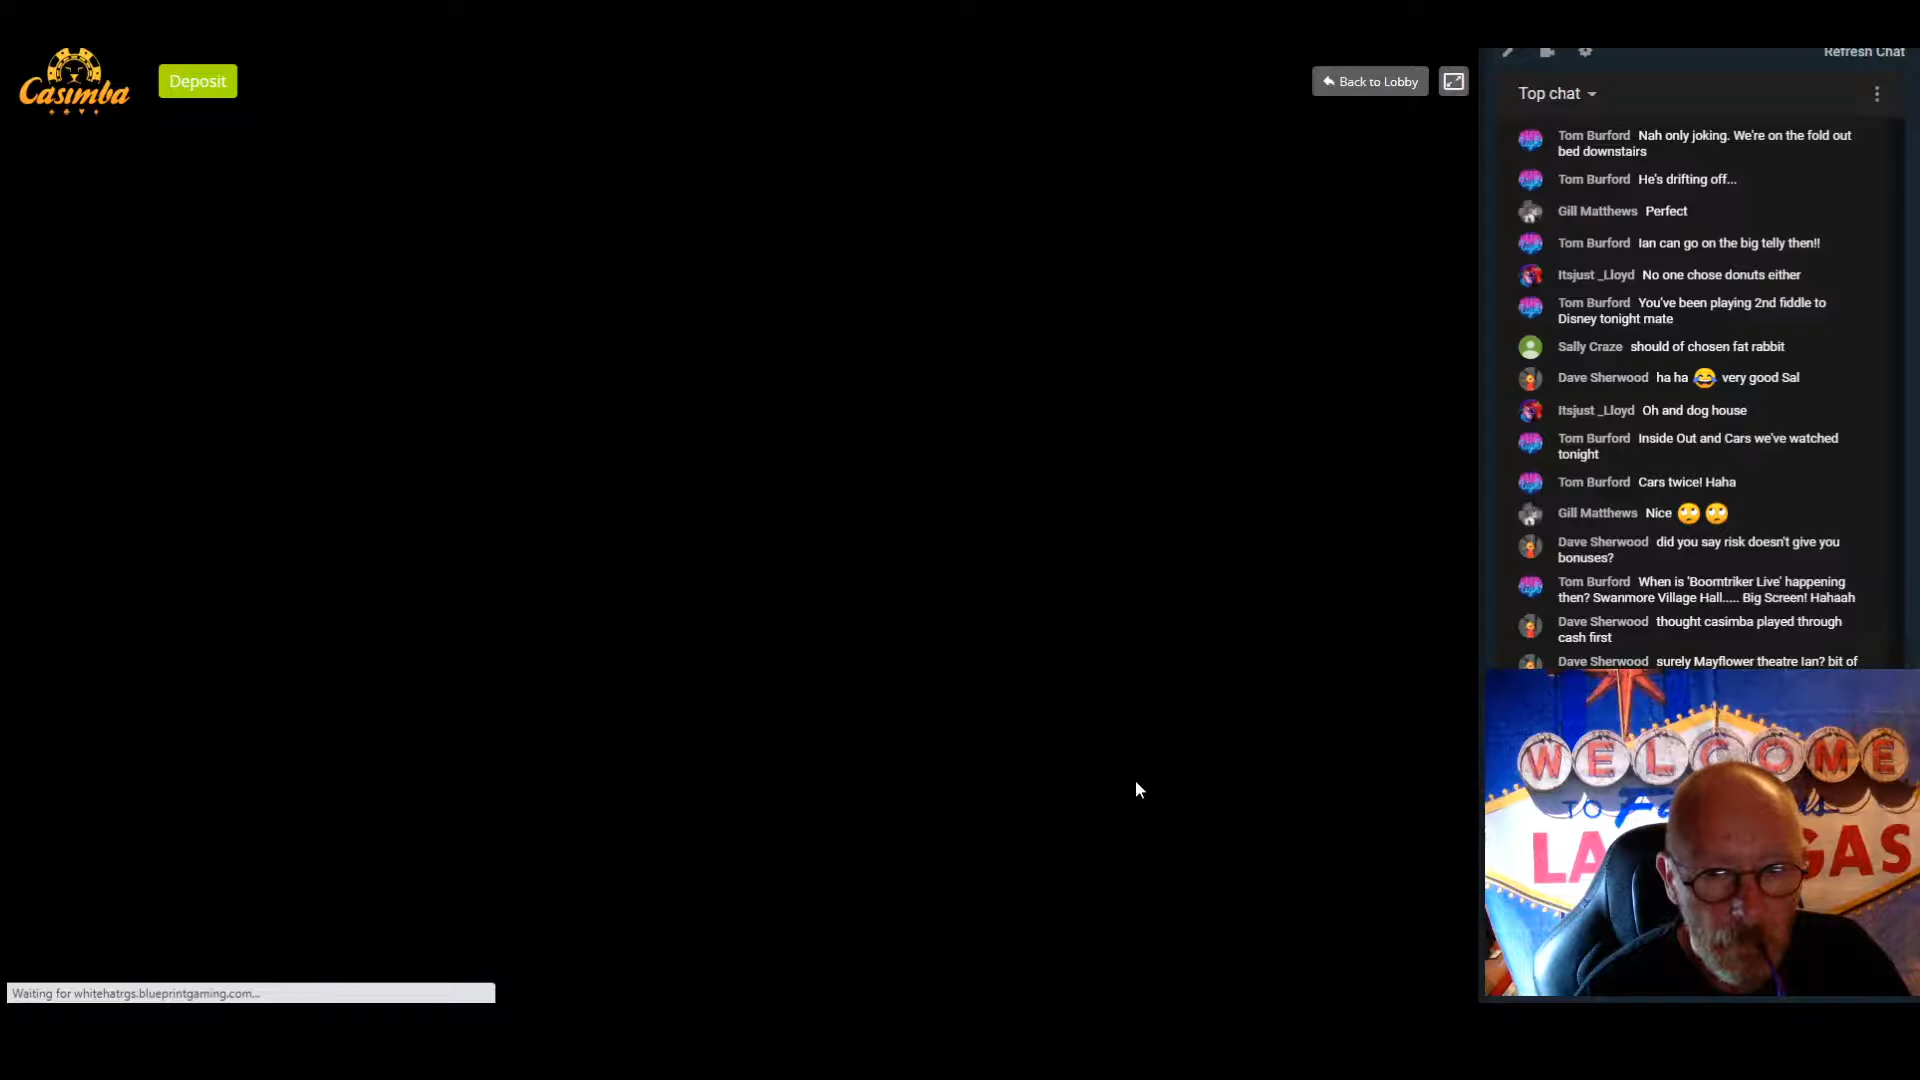 Casimba
Deposit
Back to Lobby
Refresh Chat
Top chat
Tom Burford Nah only joking. We're on the fold out
bed downstairs
Tom Burford He's drifting off...
Gill Matthews Perfect
Tom Burford Ian can go on the big telly then!!
Itsjust _Lloyd No one chose donuts either
Tom Burford You've been playing 2nd fiddle to
Disney tonight mate
Sally Craze should of chosen fat rabbit
Dave Sherwood ha ha 😂 very good Sal
Itsjust _Lloyd Oh and dog house
Tom Burford Inside Out and Cars we've watched
tonight
Tom Burford Cars twice! Haha
Gill Matthews Nice 🙄 🙄
Dave Sherwood did you say risk doesn't give you
bonuses?
Tom Burford When is 'Boomtriker Live' happening
then? Swanmore Village Hall..... Big Screen! Hahaah
Dave Sherwood thought casimba played through
cash first
Dave Sherwood surely Mayflower theatre Ian? bit of
WELCOME
TO
LA GAS
Waiting for whitehatrgs.blueprintgaming.com...